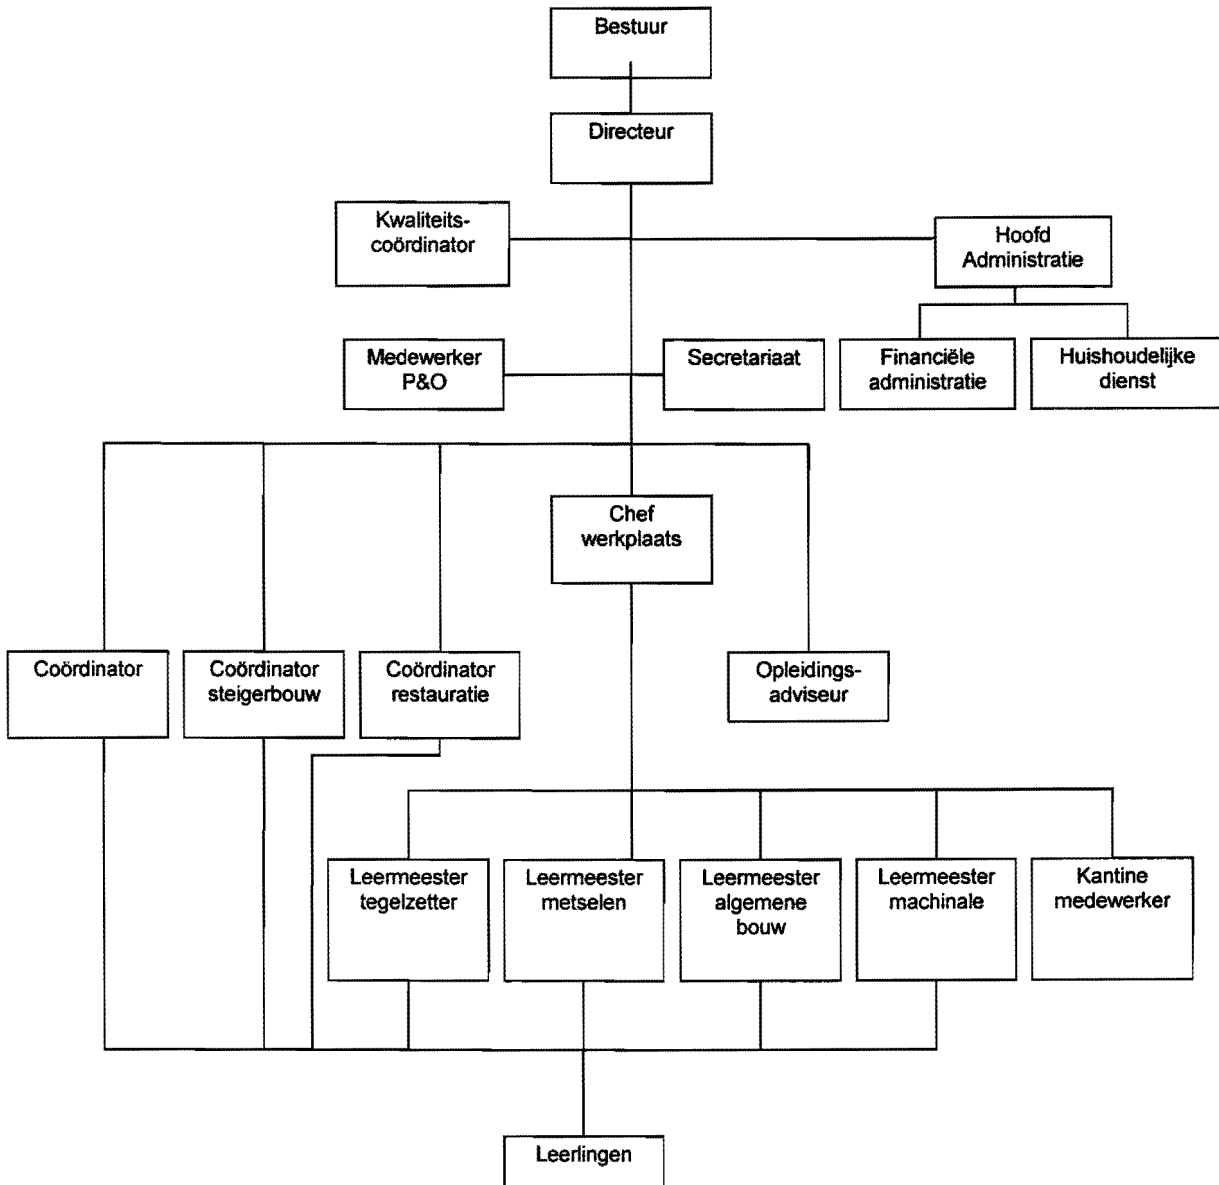 Bestuur
Directeur
Kwaliteits-
coördinator
Hoofd
Administratie
Medewerker
P&O
Secretariaat
Financiële
administratie
Huishoudelijke
dienst
Chef
werkplaats
Coördinator
Coördinator
steigerbouw
Coördinator
restauratie
Opleidings-
adviseur
Leermeester
tegelzetter
Leermeester
metselen
Leermeester
algemene
bouw
Leermeester
machinale
Kantine
medewerker
Leerlingen